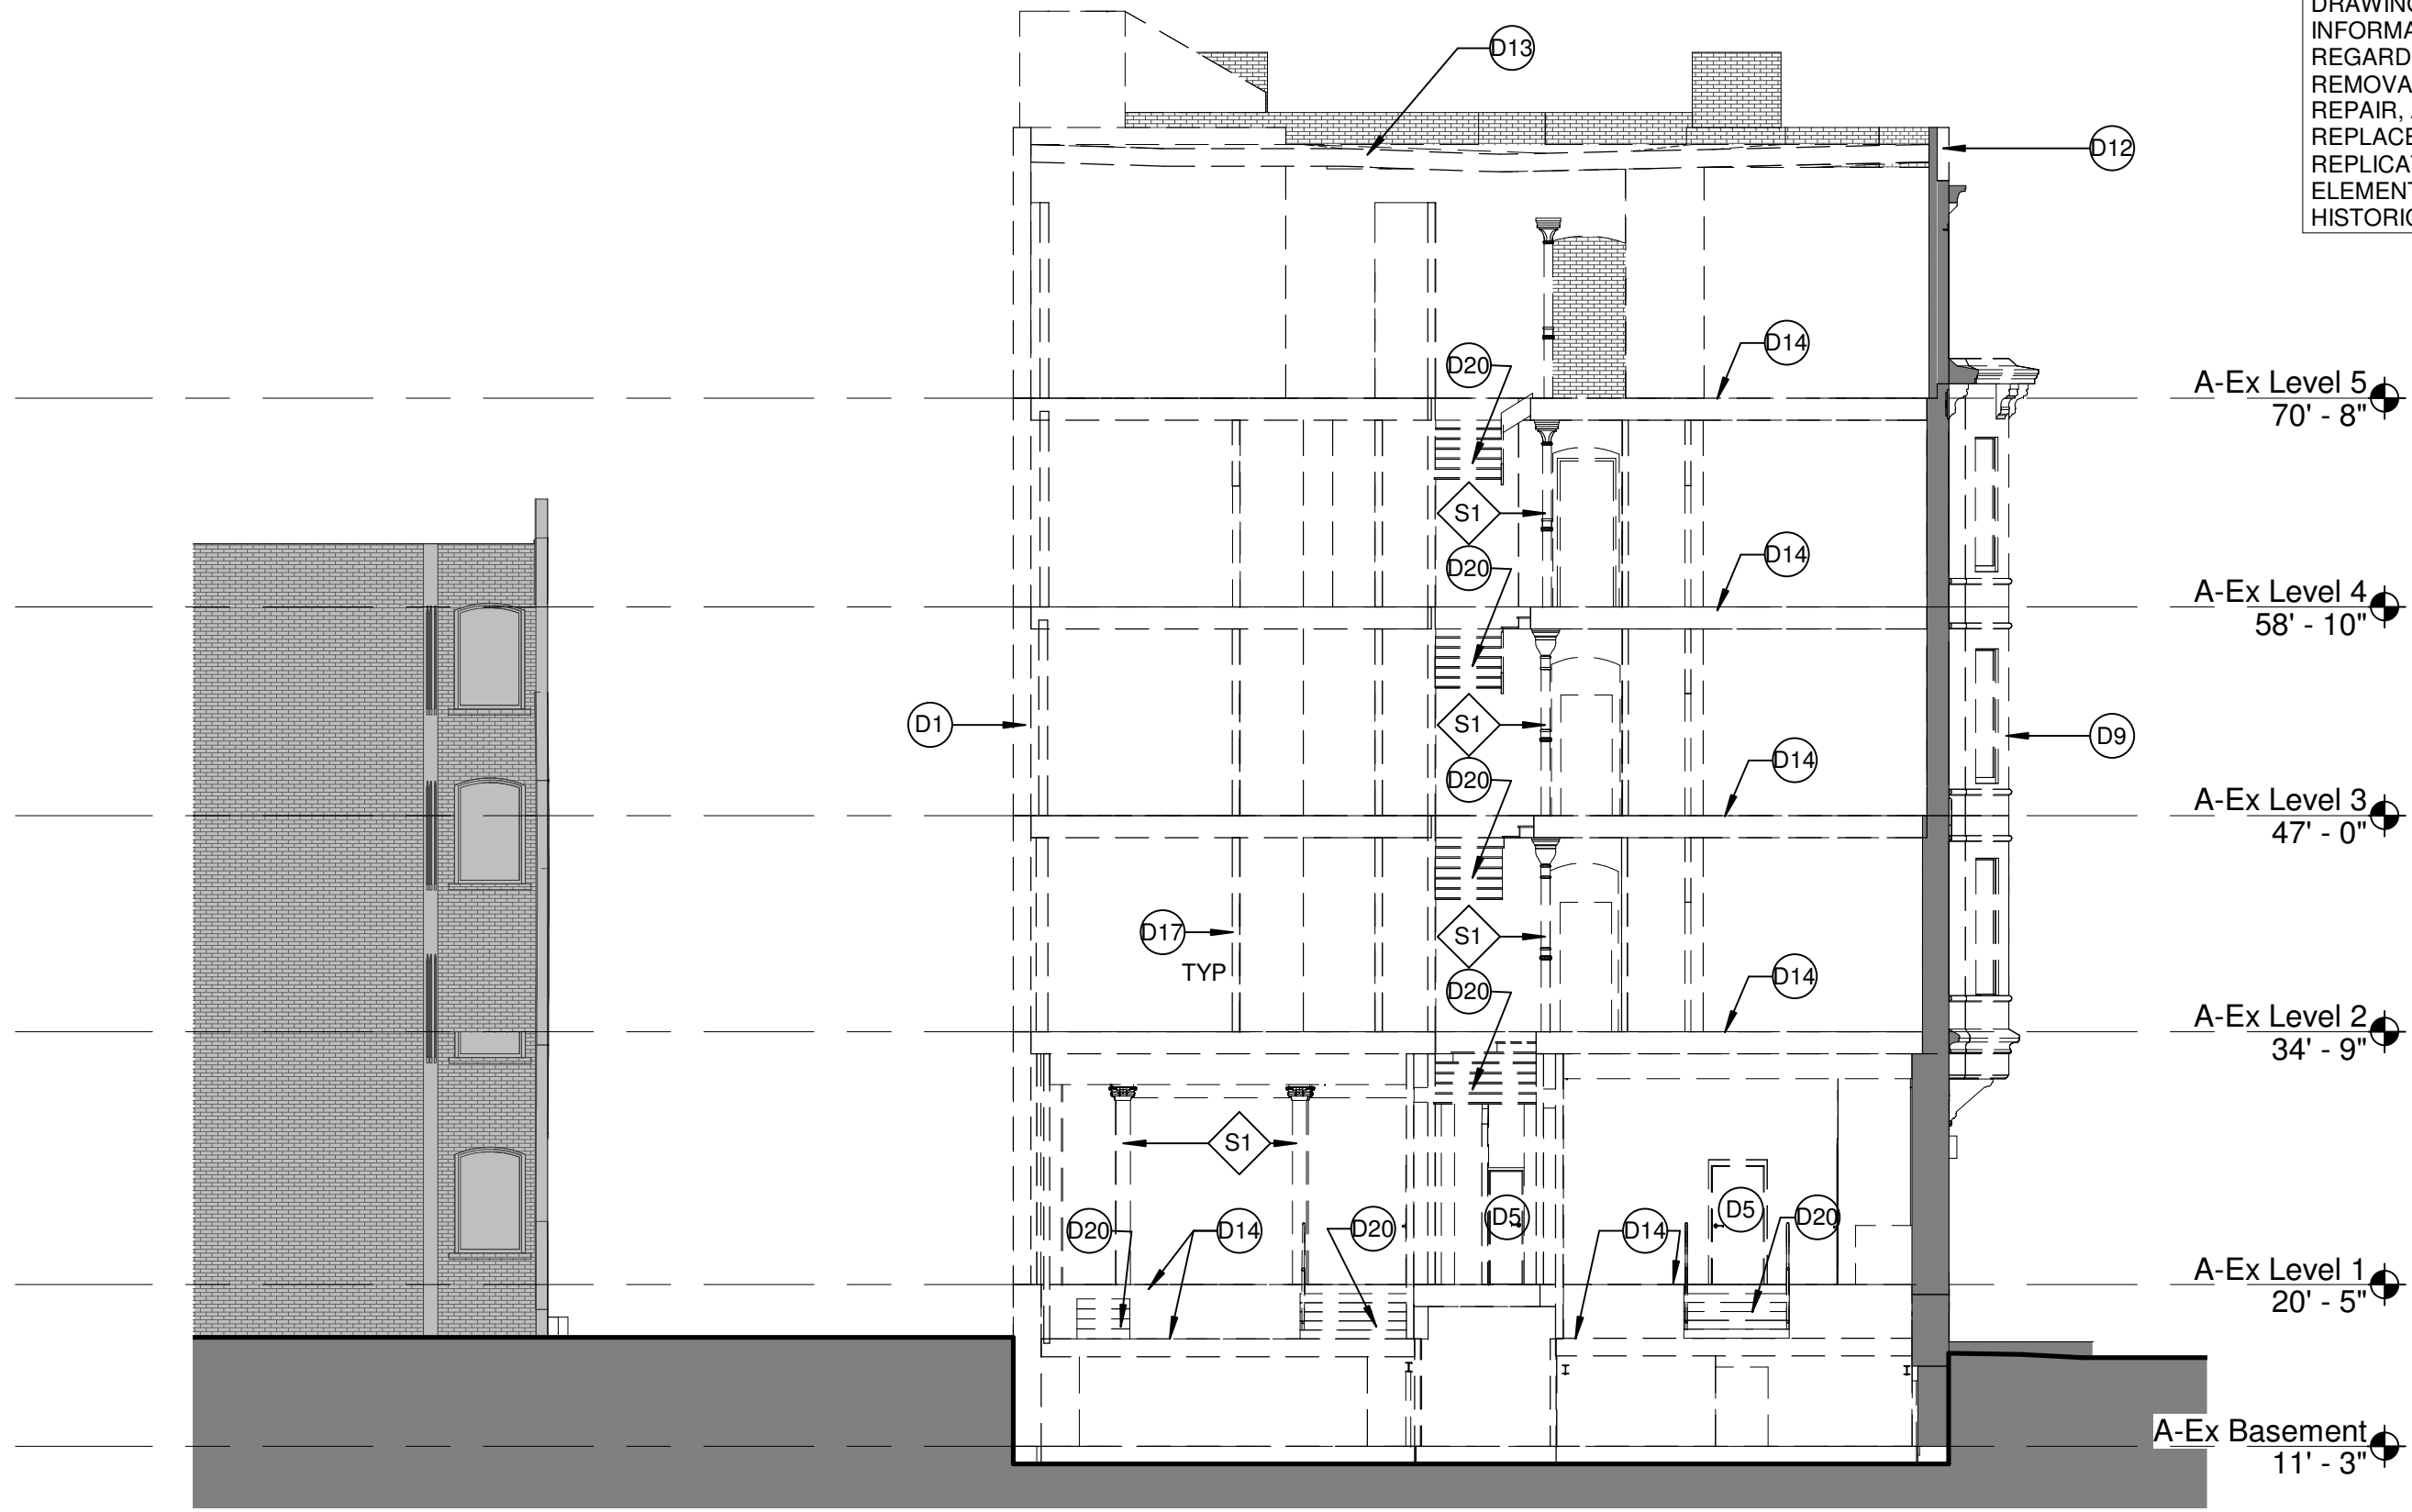 DRAWING
INFORMA
REGARD
REMOVA
REPAIR, 
REPLACE
REPLICAT
ELEMENT
HISTORIC
D13
D12
D14
D20
A-Ex Level 5
70' - 8"
S1
D14
D20
A-Ex Level 4
58' - 10"
D1
S1
D9
D14
D20
A-Ex Level 3
47' - 0"
D17
TYP
S1
D14
D20
A-Ex Level 2
34' - 9"
S1
D20
D14
D20
D5
D14
D5
D20
A-Ex Level 1
20' - 5"
A-Ex Basement
11' - 3"